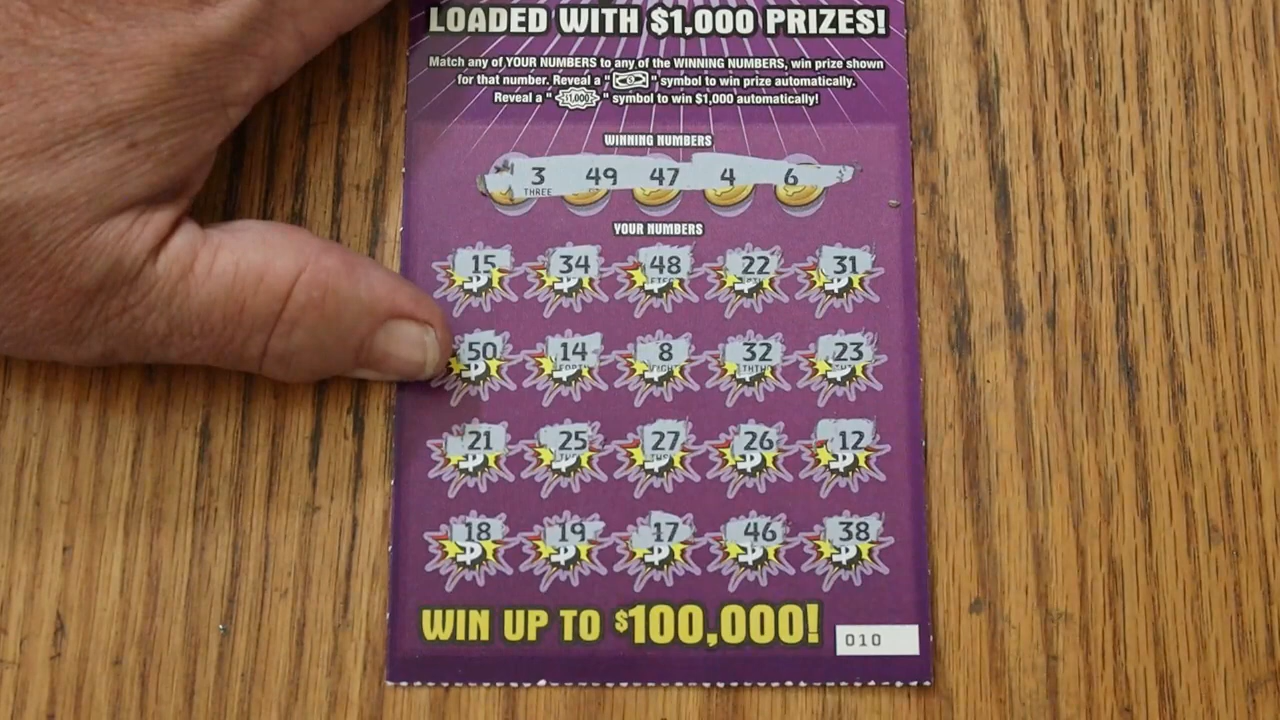 LOADED WITH $1,000 PRIZES!
Match any of YOUR NUMBERS to any of the WINNING NUMBERS, win prize shown
for that number. Reveal a " " symbol to win prize automatically.
Reveal a " $1,000 " symbol to win $1,000 automatically!
WINNING NUMBERS
3 49 47 4 6
THREE
YOUR NUMBERS
15 34 48 22 31
50 14 8 32 23
21 25 27 26 12
18 19 17 46 38
WIN UP TO $100,000!
010